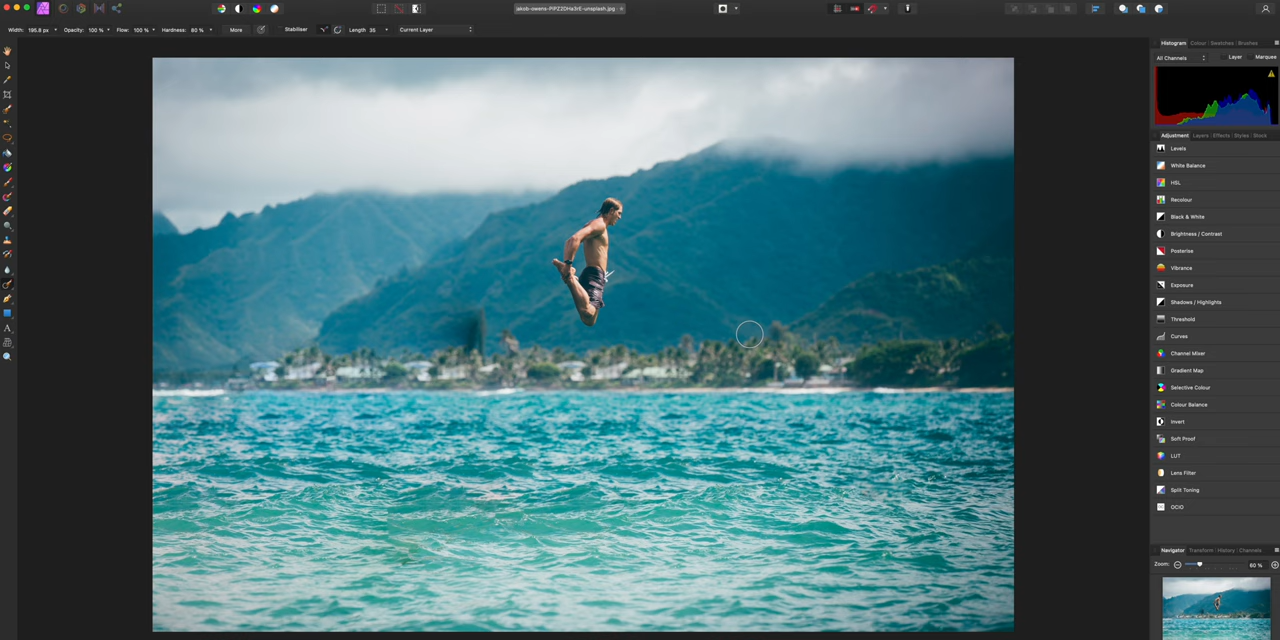 jakob-owens-PiPZ2DHa3rE-unsplash.jpg
Width: 195.8 px Opacity: 100 % Flow: 100 % Hardness: 80 % More Stabiliser Length 35 Current Layer
Histogram Colour Swatches Brushes
All Channels Layer Marquee
Adjustment Layers Effects Styles Stock
Levels
White Balance
HSL
Recolour
Black & White
Brightness / Contrast
Posterise
Vibrance
Exposure
Shadows / Highlights
Threshold
Curves
Channel Mixer
Gradient Map
Selective Colour
Colour Balance
Invert
Soft Proof
LUT
Lens Filter
Split Toning
OCIO
Navigator Transform History Channels
Zoom: 60 %